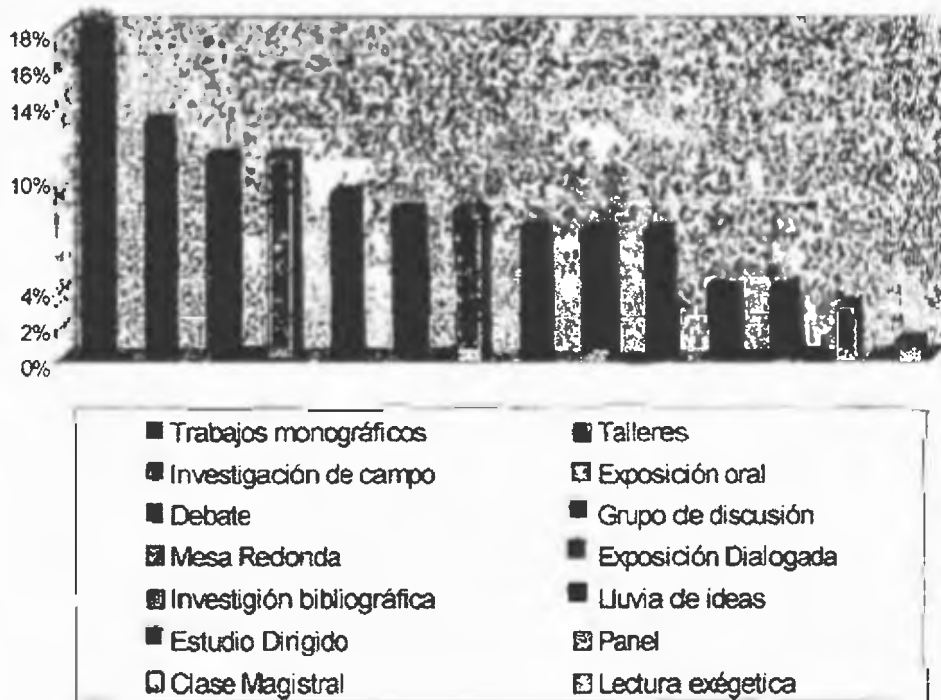 18%
16%
14%
10%
4%
2%
0%
Trabajos monográficos Talleres
Investigación de campo Exposición oral
Debate Grupo de discusión
Mesa Redonda Exposición Dialogada
Investigión bibliográfica Lluvia de ideas
Estudio Dirigido Panel
Clase Magistral Lectura exégetica